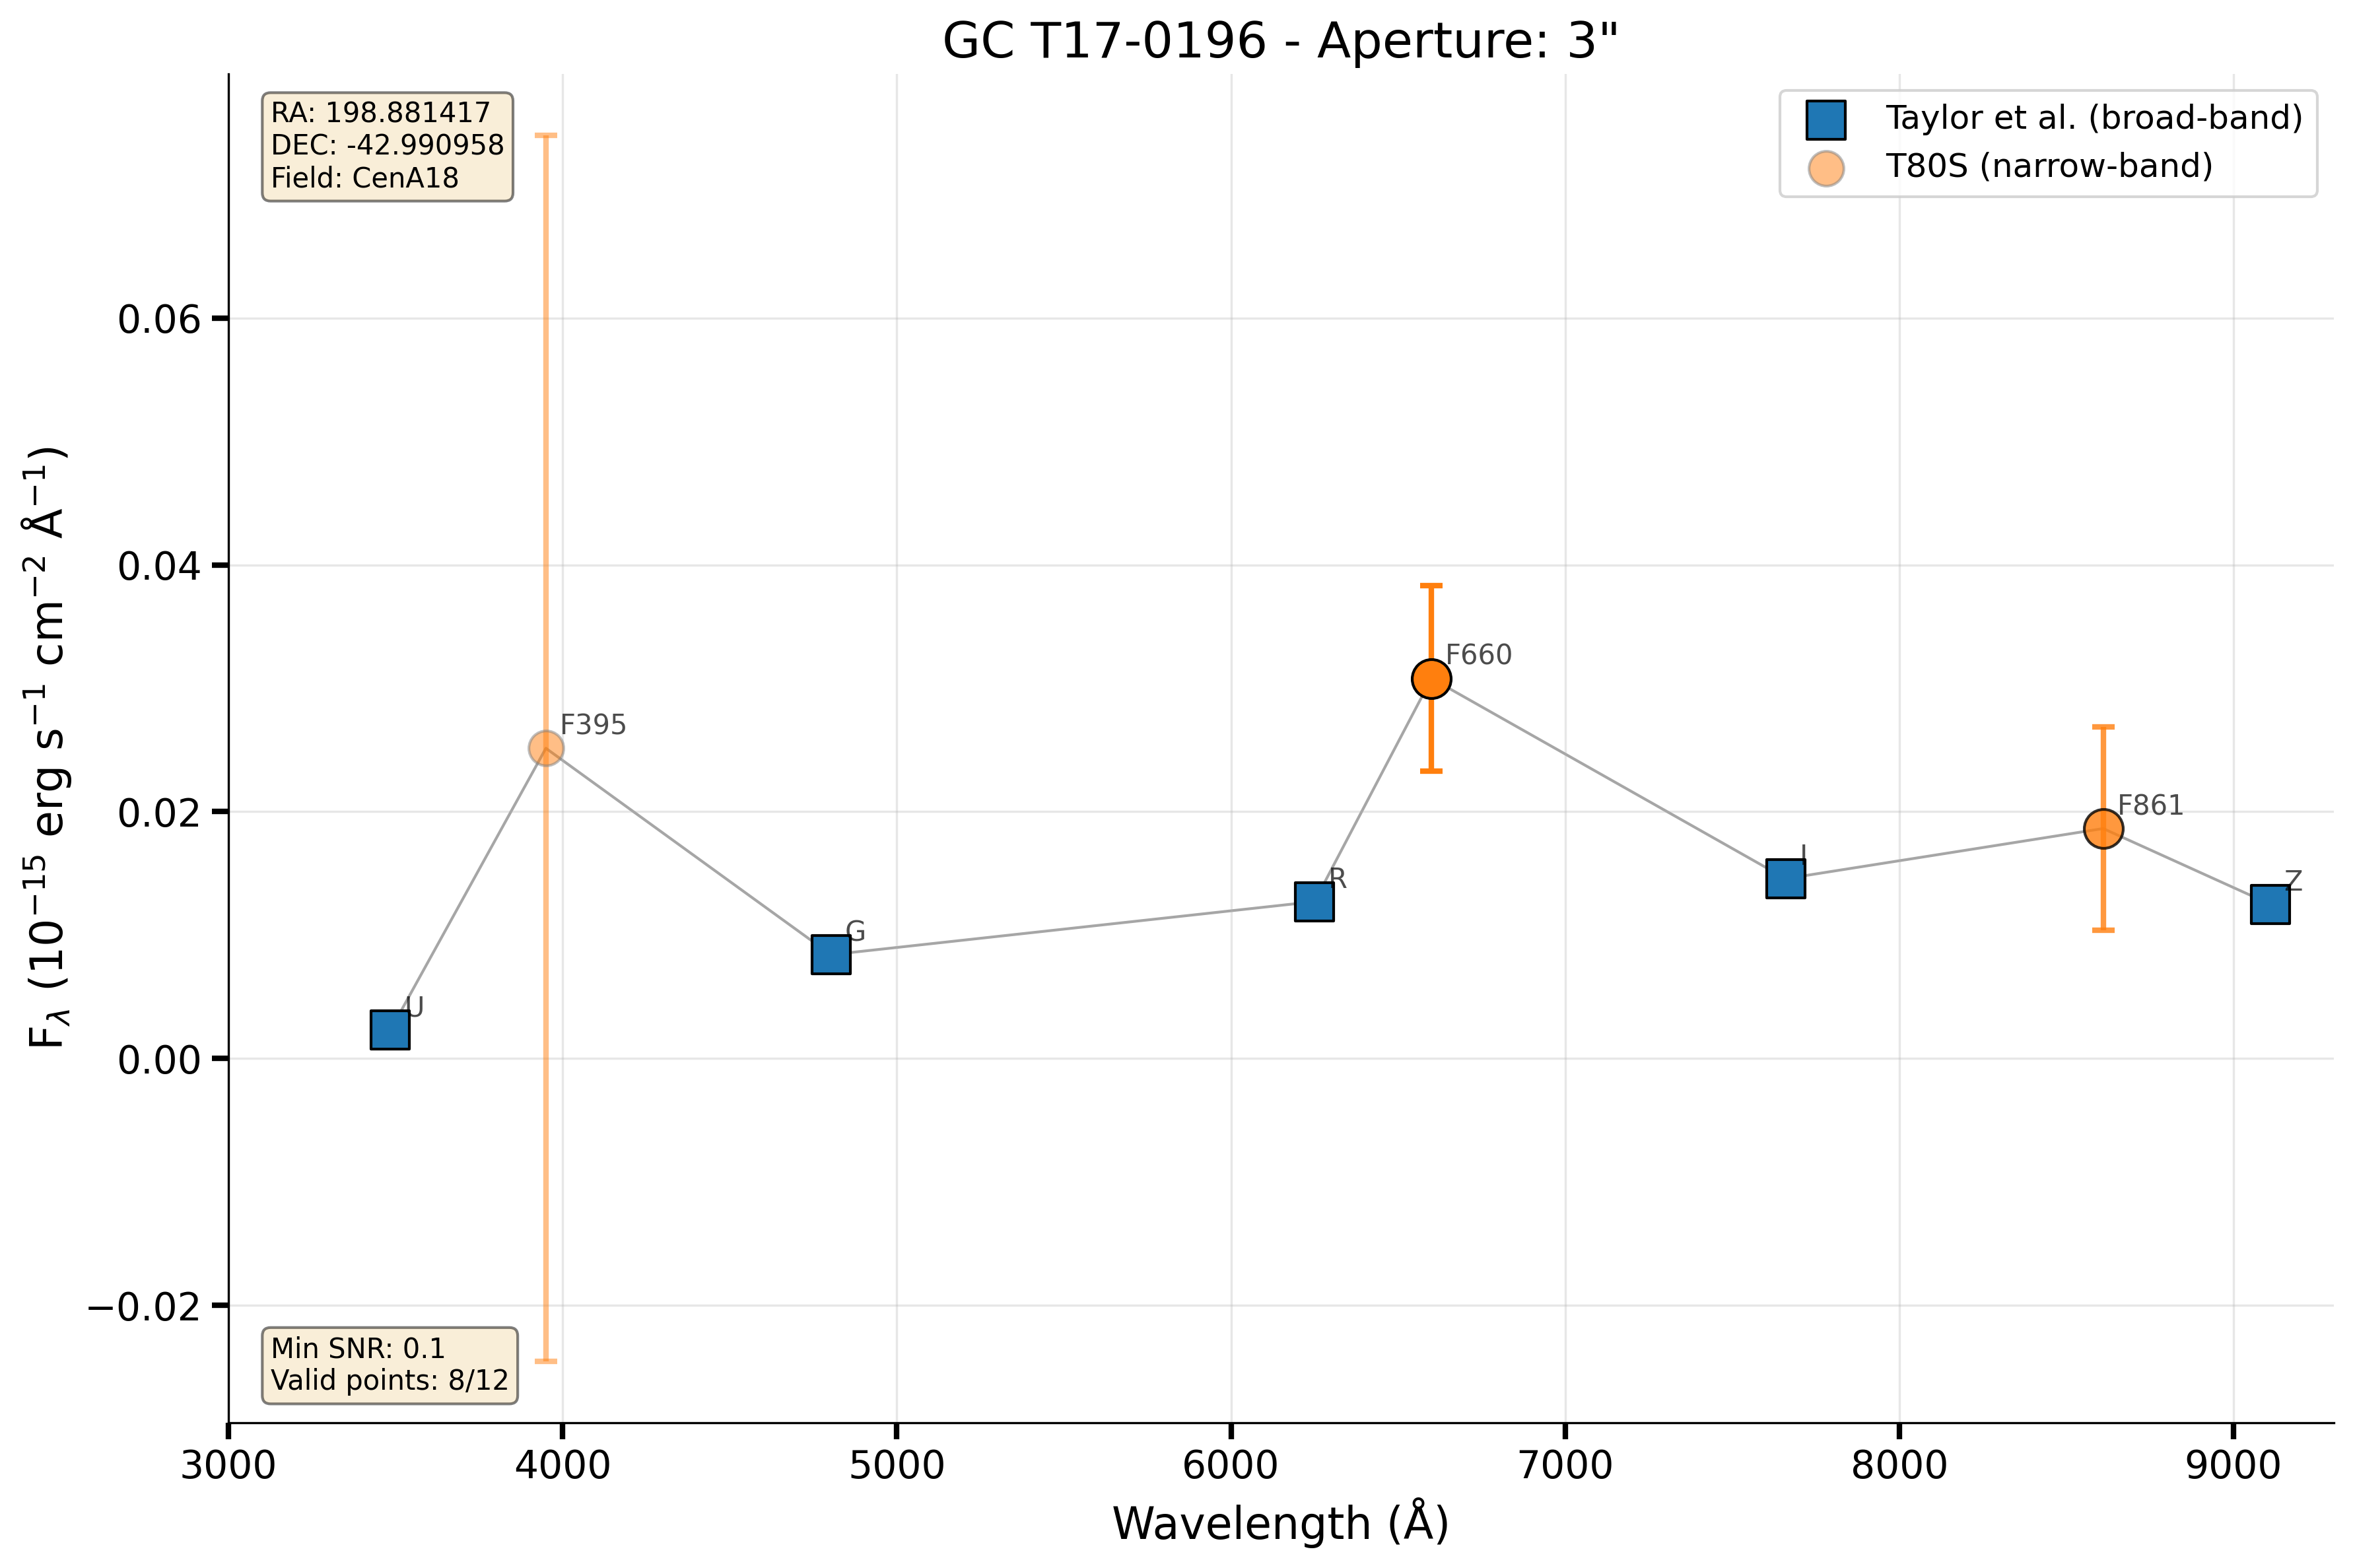 GC T17-0196 - Aperture: 3"
RA: 198.881417
DEC: -42.990958
Field: CenA18
Taylor et al. (broad-band)
T80S (narrow-band)
0.06
0.04
0.02
0.00
−0.02
F395
F660
F861
U
G
R
I
Z
Min SNR: 0.1
Valid points: 8/12
3000
4000
5000
6000
7000
8000
9000
Wavelength (Å)
Fλ (10⁻¹⁵ erg s⁻¹ cm⁻² Å⁻¹)